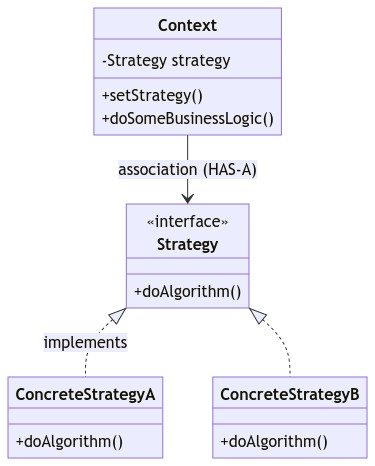 Context
-Strategy strategy
+setStrategy()
+doSomeBusinessLogic()
association (HAS-A)
«interface»
Strategy
+doAlgorithm()
implements
ConcreteStrategyA
+doAlgorithm()
ConcreteStrategyB
+doAlgorithm()